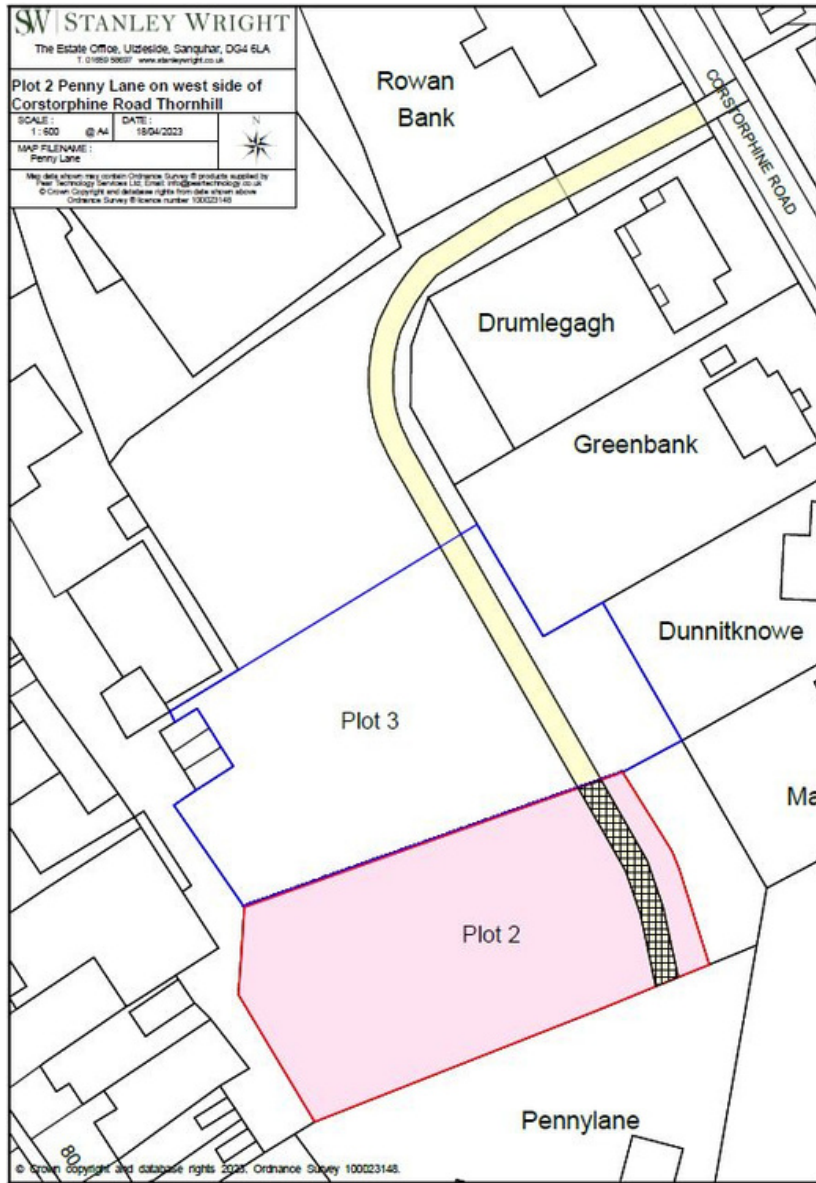 SW | STANLEY WRIGHT
The Estate Office, Uzzieside, Sanquhar, DG4 6LA
www.stanleywright.co.uk
Plot 2 Penny Lane on west side of
Corstorphine Road Thornhill
SCALE :
1 : 600 @ A4
DATE :
18/04/2023
N
MAP FILENAME :
Penny Lane
Map data shown may contain Ordnance Survey ® products supplied by
Pear Technology Services Ltd; Email: info@peartechnology.co.uk
© Crown Copyright and database rights from date shown above
Ordnance Survey ® licence number 100023148
Rowan
Bank
CORSTORPHINE ROAD
Drumlegagh
Greenbank
Dunnitknowe
Plot 3
Ma
Plot 2
Pennylane
80
© Crown copyright and database rights 2023. Ordnance Survey 100023148.